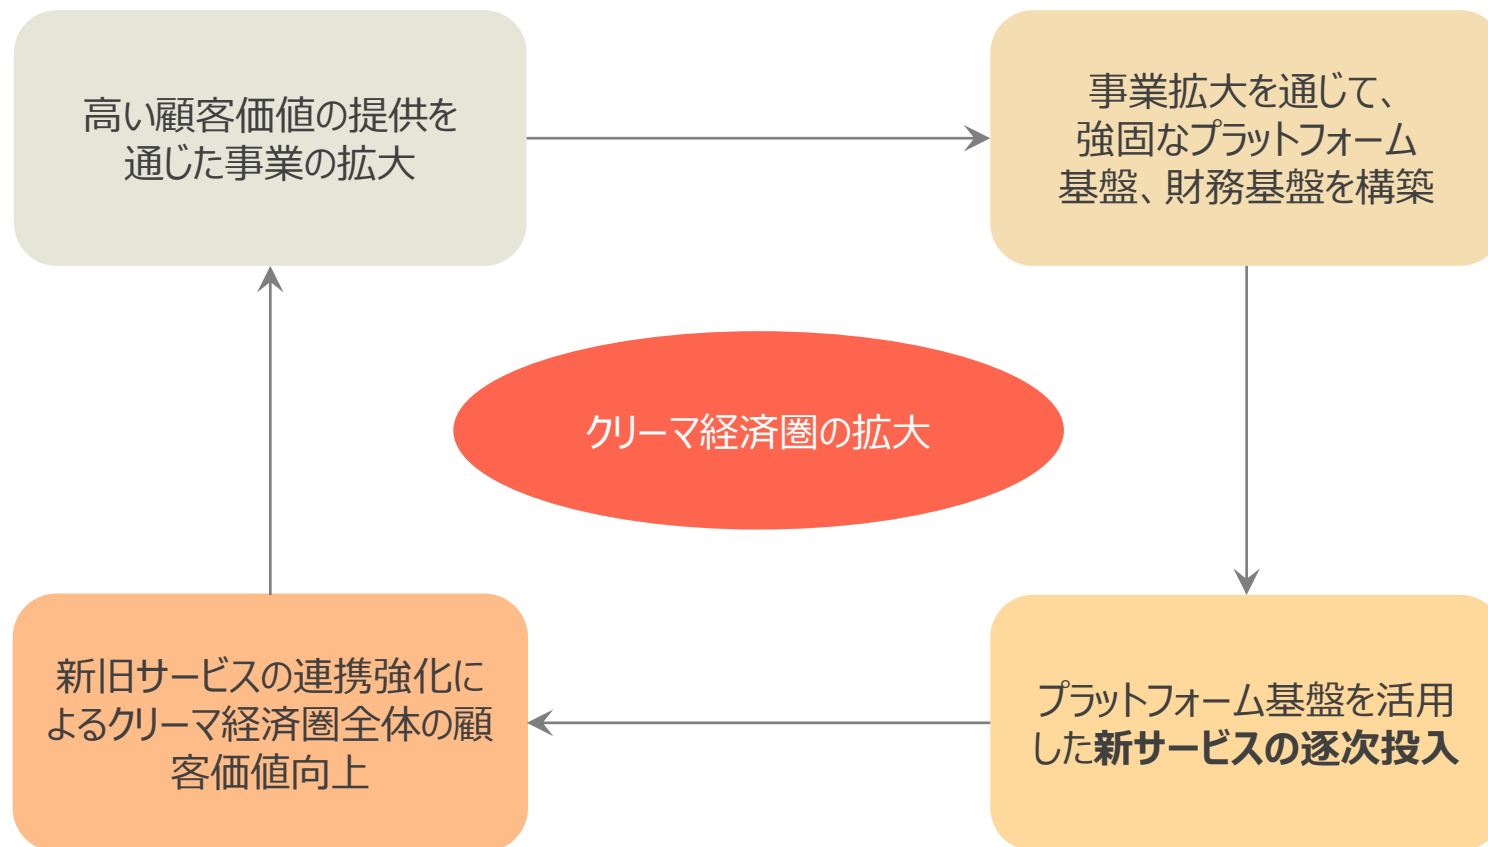 高い顧客価値の提供を
通じた事業の拡大
事業拡大を通じて、
強固なプラットフォーム
基盤、財務基盤を構築
クリーマ経済圏の拡大
新旧サービスの連携強化に
よるクリーマ経済圏全体の顧
客価値向上
プラットフォーム基盤を活用
した新サービスの逐次投入